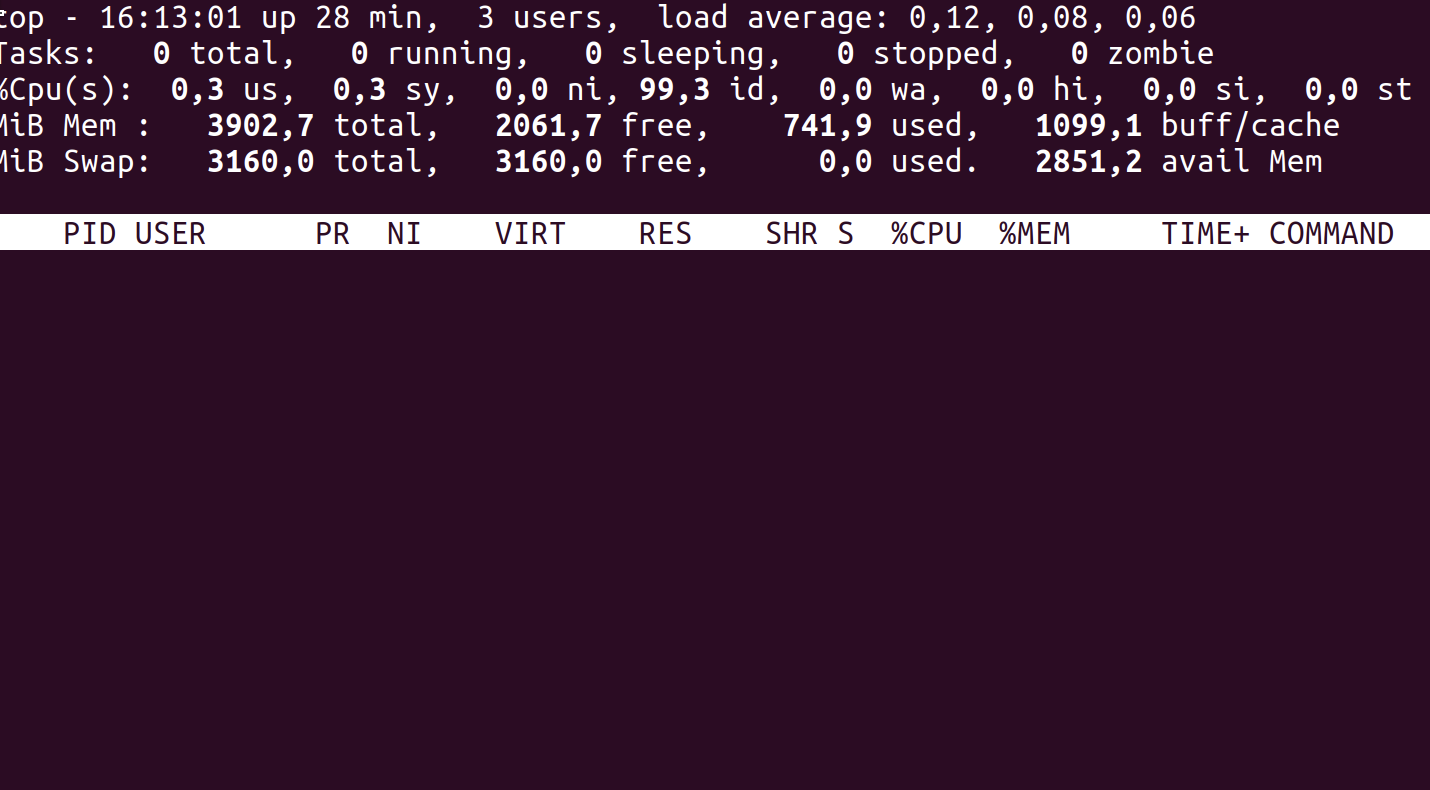 top - 16:13:01 up 28 min,  3 users,  load average: 0,12, 0,08, 0,06
Tasks:   0 total,   0 running,   0 sleeping,   0 stopped,   0 zombie
%Cpu(s):  0,3 us,  0,3 sy,  0,0 ni, 99,3 id,  0,0 wa,  0,0 hi,  0,0 si,  0,0 st
MiB Mem :   3902,7 total,   2061,7 free,    741,9 used,   1099,1 buff/cache
MiB Swap:   3160,0 total,   3160,0 free,      0,0 used.   2851,2 avail Mem
PID USER      PR  NI    VIRT    RES    SHR S  %CPU  %MEM     TIME+ COMMAND